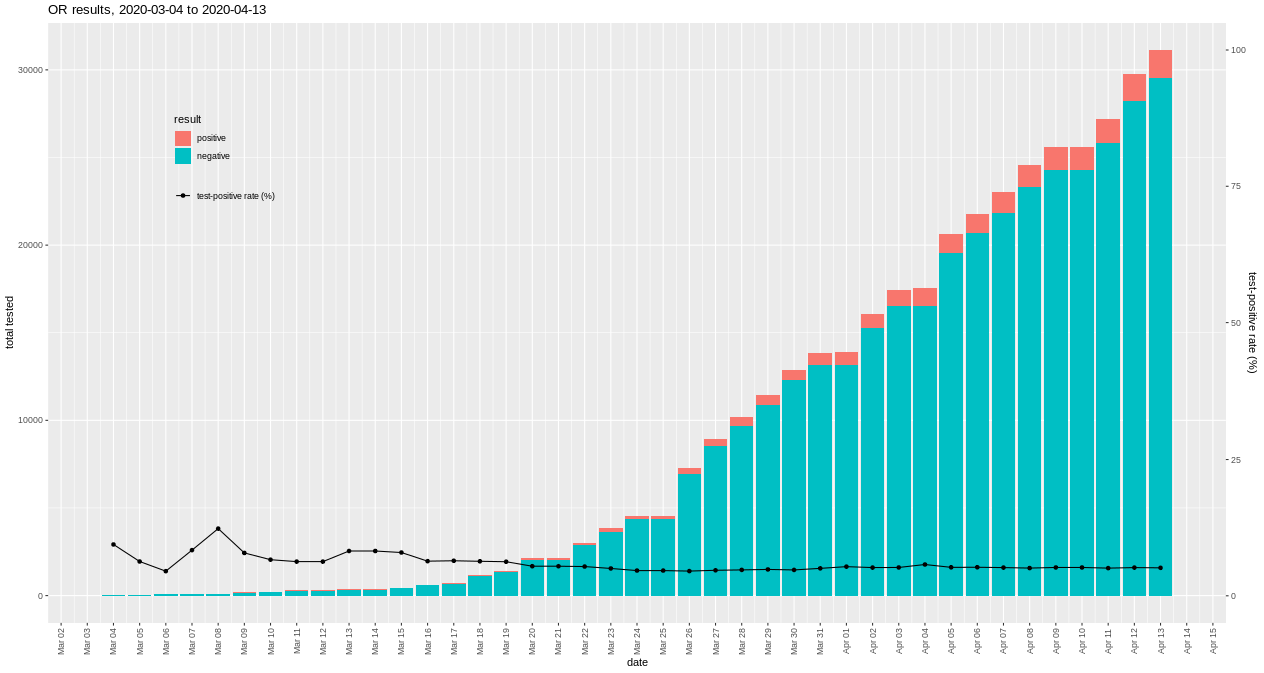 OR results, 2020-03-04 to 2020-04-13
total tested
30000
20000
10000
0
result
positive
negative
test-positive rate (%)
100
75
50
25
0
test-positive rate (%)
Mar 02
Mar 03
Mar 04
Mar 05
Mar 06
Mar 07
Mar 08
Mar 09
Mar 10
Mar 11
Mar 12
Mar 13
Mar 14
Mar 15
Mar 16
Mar 17
Mar 18
Mar 19
Mar 20
Mar 21
Mar 22
Mar 23
Mar 24
Mar 25
Mar 26
Mar 27
Mar 28
Mar 29
Mar 30
Mar 31
Apr 01
Apr 02
Apr 03
Apr 04
Apr 05
Apr 06
Apr 07
Apr 08
Apr 09
Apr 10
Apr 11
Apr 12
Apr 13
Apr 14
Apr 15
date